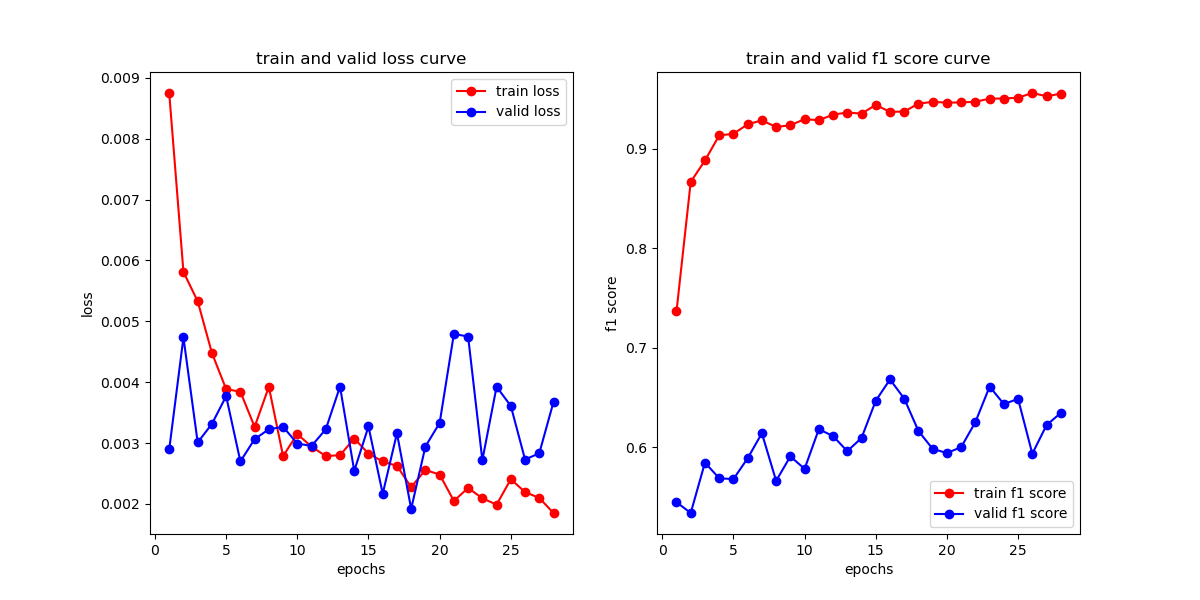 train and valid loss curve
0.009
0.008
0.007
0.006
0.005
0.004
0.003
0.002
loss
0
5
10
15
20
25
epochs
train loss
valid loss
train and valid f1 score curve
0.9
0.8
0.7
0.6
f1 score
0
5
10
15
20
25
epochs
train f1 score
valid f1 score